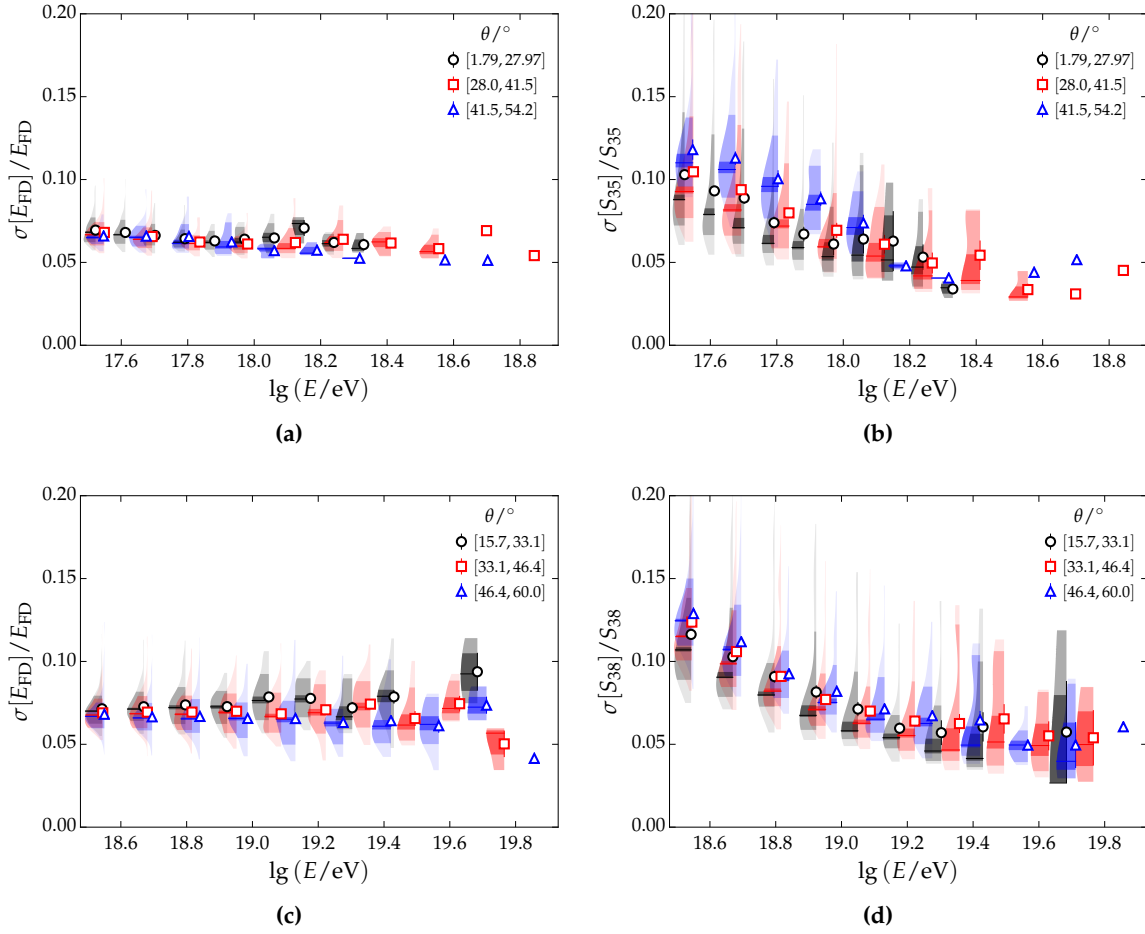 0.20
0.15
0.10
0.05
0.00
σ[E_FD]/E_FD
θ/°
[1.79, 27.97]
[28.0, 41.5]
[41.5, 54.2]
17.6 17.8 18.0 18.2 18.4 18.6 18.8
lg (E/eV)
(a)
0.20
0.15
0.10
0.05
0.00
σ[S_35]/S_35
θ/°
[1.79, 27.97]
[28.0, 41.5]
[41.5, 54.2]
17.6 17.8 18.0 18.2 18.4 18.6 18.8
lg (E/eV)
(b)
0.20
0.15
0.10
0.05
0.00
σ[E_FD]/E_FD
θ/°
[15.7, 33.1]
[33.1, 46.4]
[46.4, 60.0]
18.6 18.8 19.0 19.2 19.4 19.6 19.8
lg (E/eV)
(c)
0.20
0.15
0.10
0.05
0.00
σ[S_38]/S_38
θ/°
[15.7, 33.1]
[33.1, 46.4]
[46.4, 60.0]
18.6 18.8 19.0 19.2 19.4 19.6 19.8
lg (E/eV)
(d)